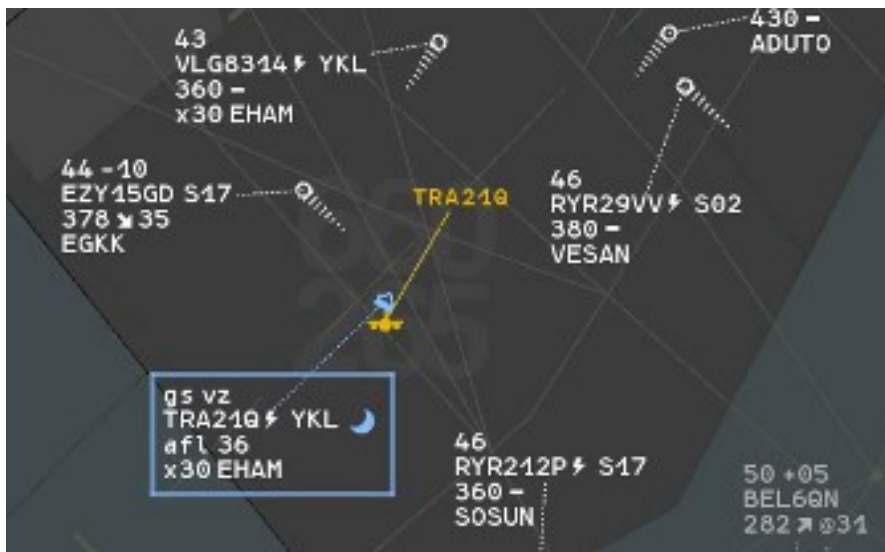 43
VLG8314⚡ YKL
360 –
x30 EHAM
430 –
ADUTO
44 -10
EZY15GD S17
378 ↘ 35
EGKK
TRA21Q
46
RYR29VV⚡ S02
380 –
VESAN
gs vz
TRA21Q⚡ YKL
afl 36
x30 EHAM
46
RYR212P⚡ S17
360 –
SOSUN
50 +05
BEL6QN
282 ↗ @31